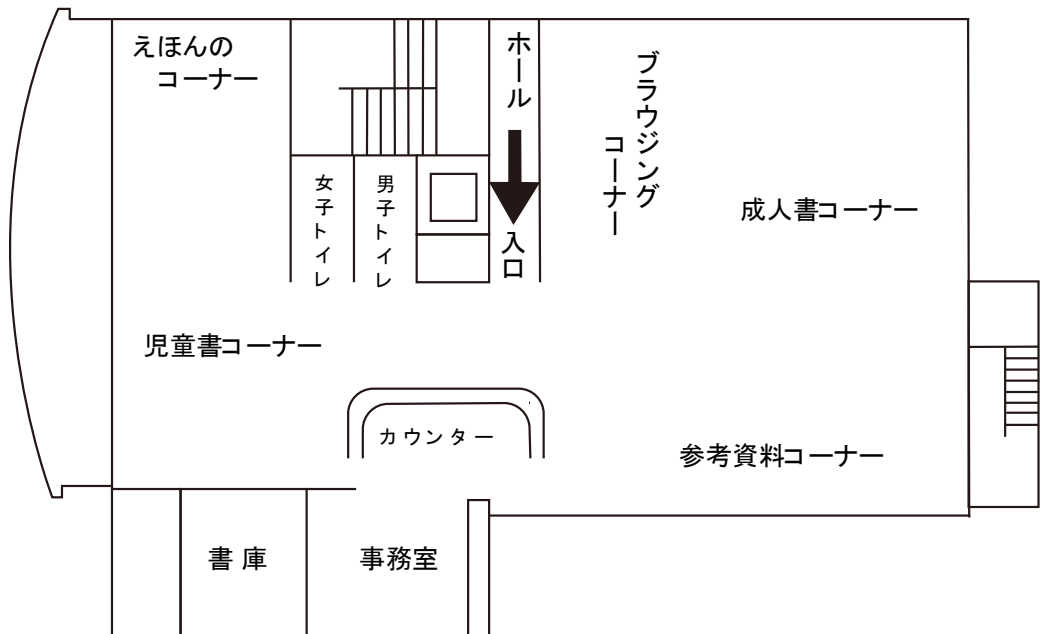 えほんの
コーナー
ホール
入口
ブラウジング
コーナー
成人書コーナー
女子トイレ
男子トイレ
児童書コーナー
カウンター
参考資料コーナー
書庫
事務室